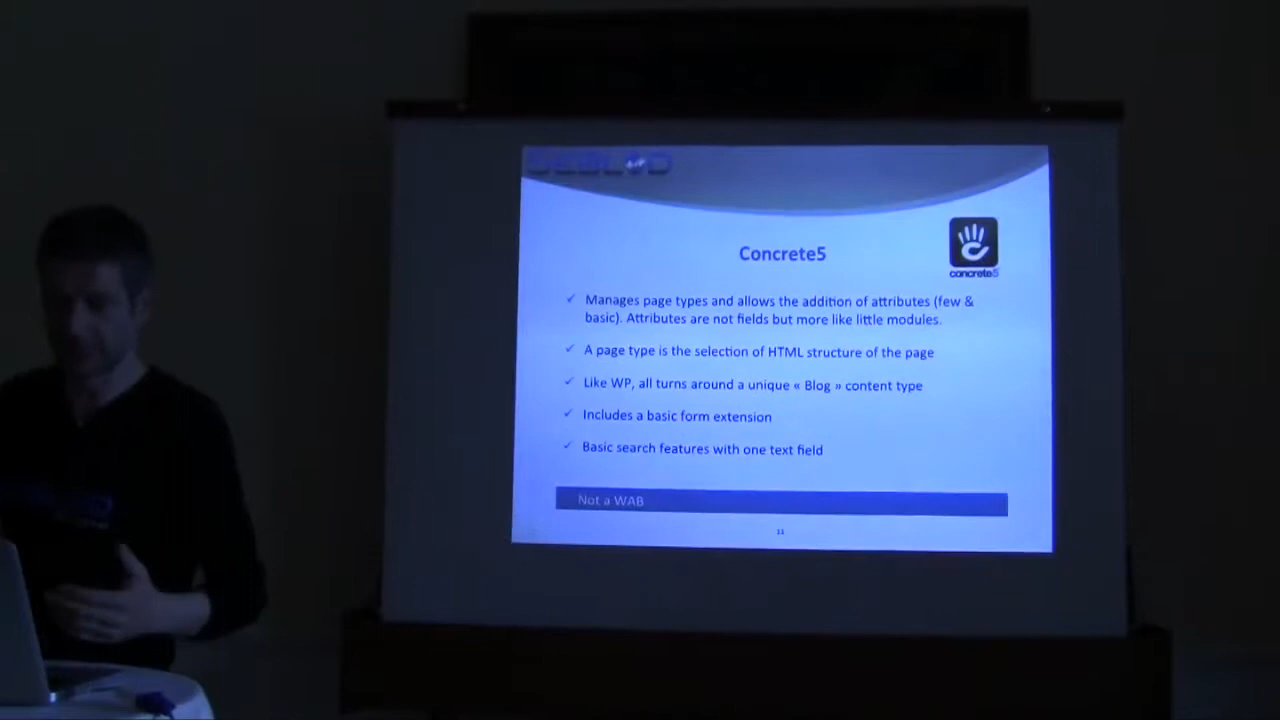 Concrete5
concrete5
Manages page types and allows the addition of attributes (few &
basic). Attributes are not fields but more like little modules.
A page type is the selection of HTML structure of the page
Like WP, all turns around a unique « Blog » content type
Includes a basic form extension
Basic search features with one text field
Not a WAB
11